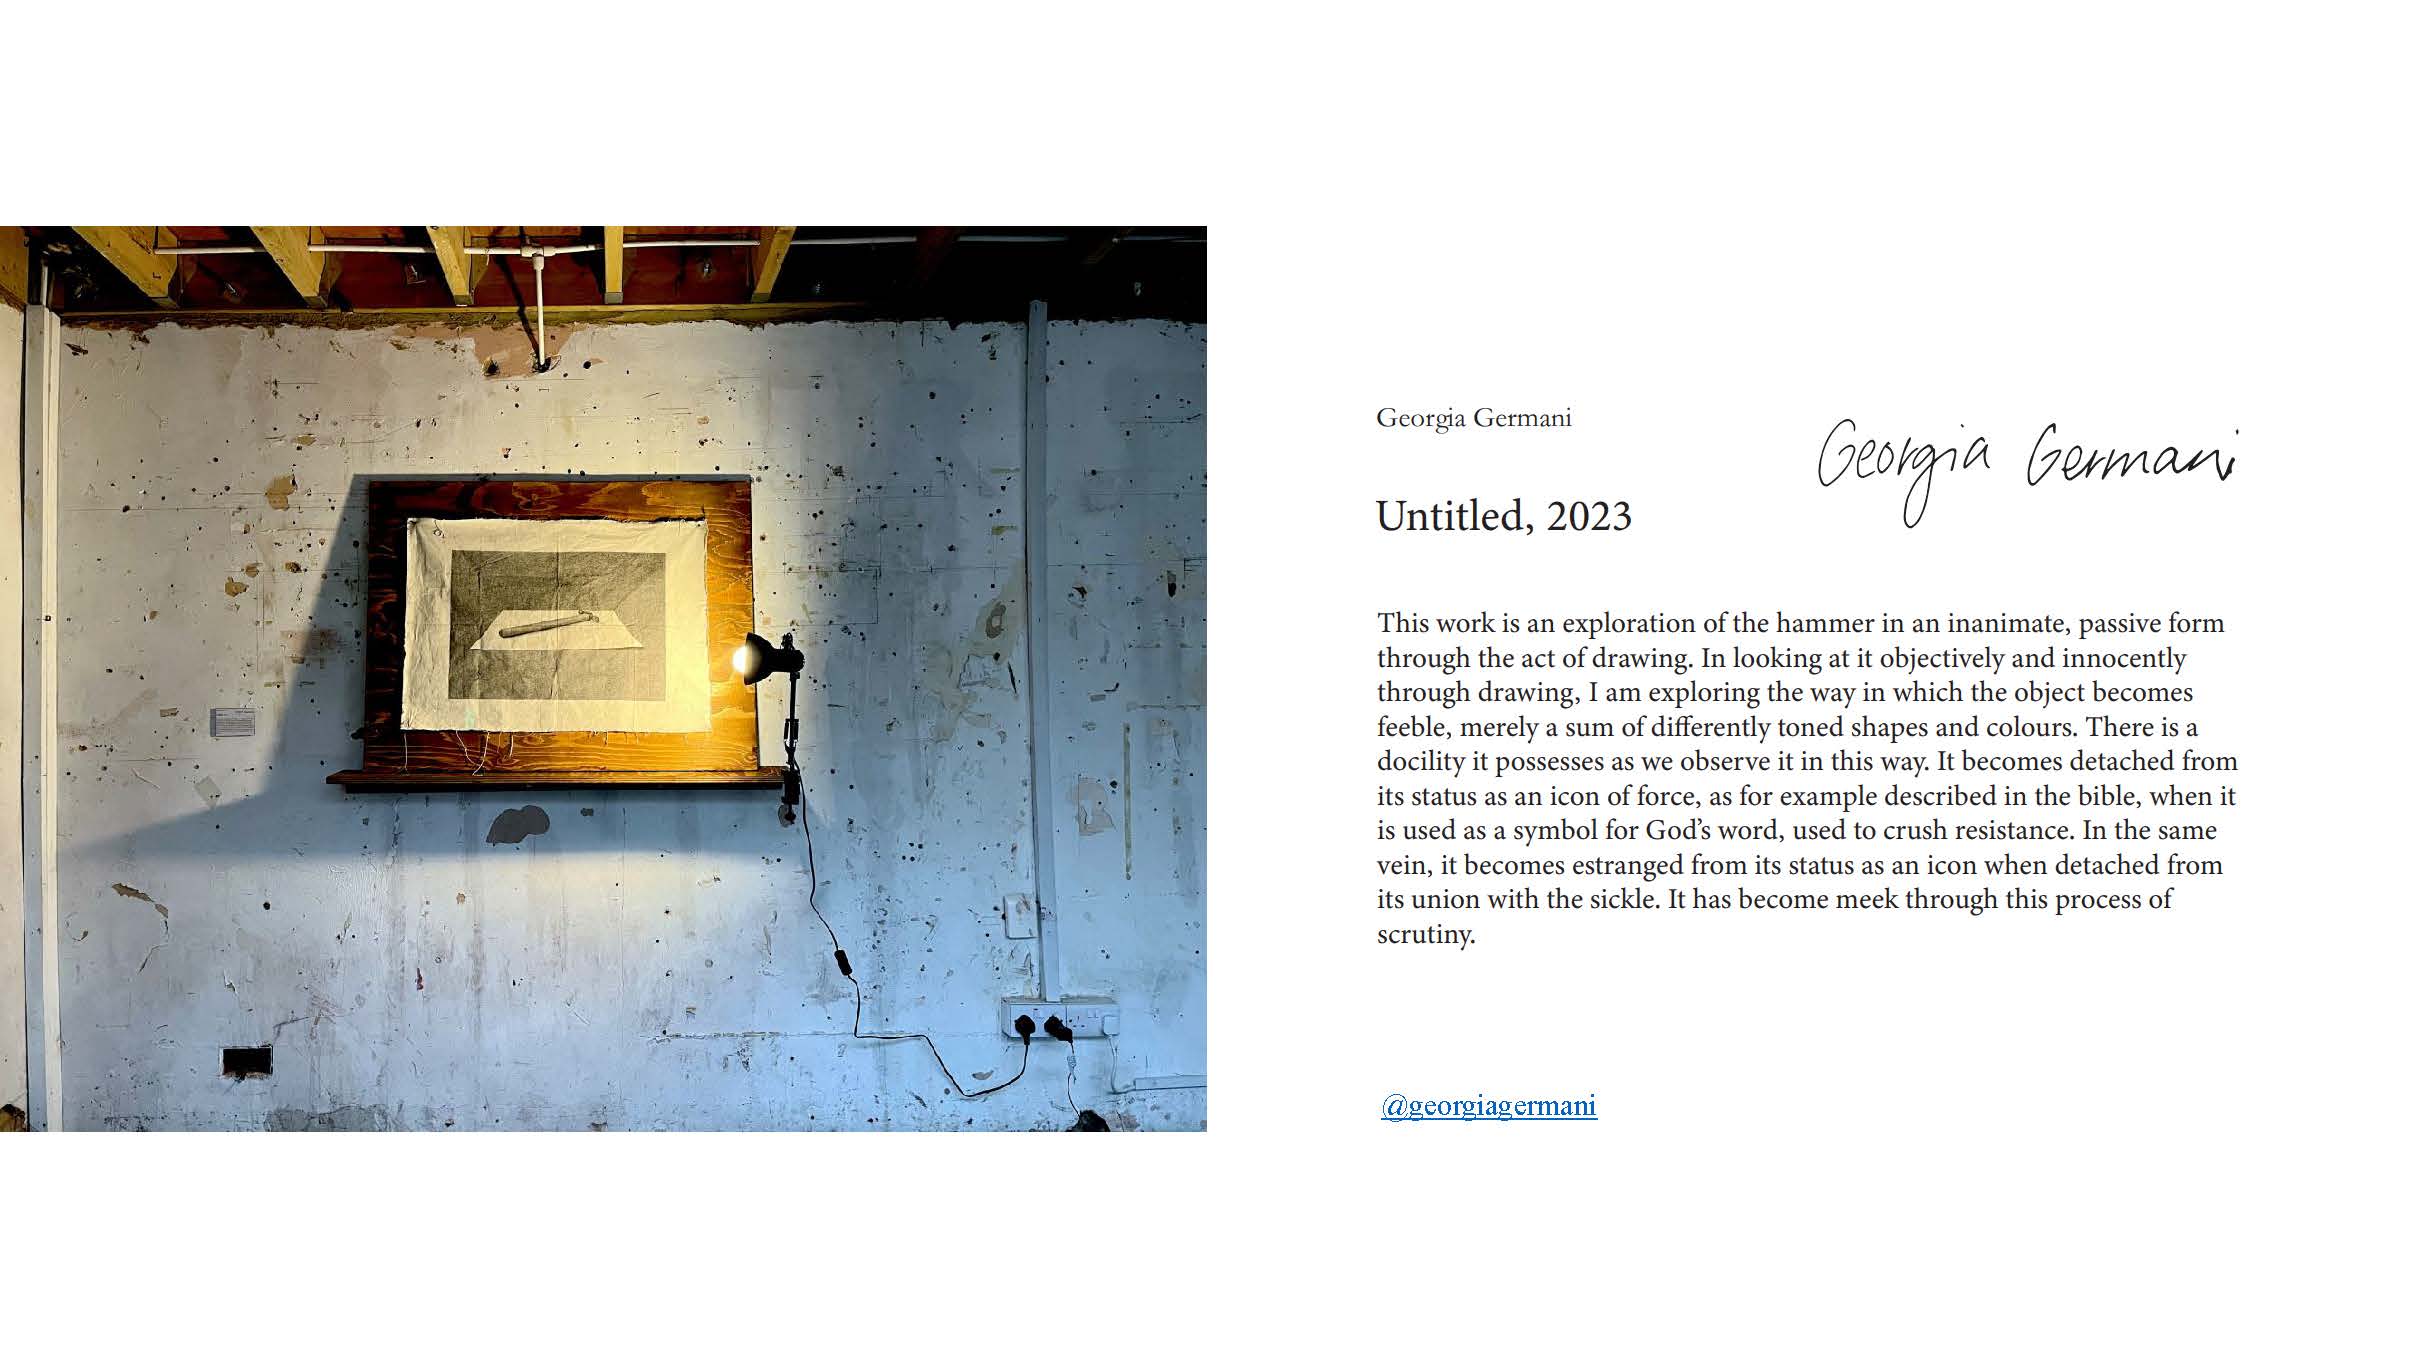 Georgia Germani
Georgia Germani
Untitled, 2023
This work is an exploration of the hammer in an inanimate, passive form
through the act of drawing. In looking at it objectively and innocently
through drawing, I am exploring the way in which the object becomes
feeble, merely a sum of differently toned shapes and colours. There is a
docility it possesses as we observe it in this way. It becomes detached from
its status as an icon of force, as for example described in the bible, when it
is used as a symbol for God’s word, used to crush resistance. In the same
vein, it becomes estranged from its status as an icon when detached from
its union with the sickle. It has become meek through this process of
scrutiny.
@georgiagermani